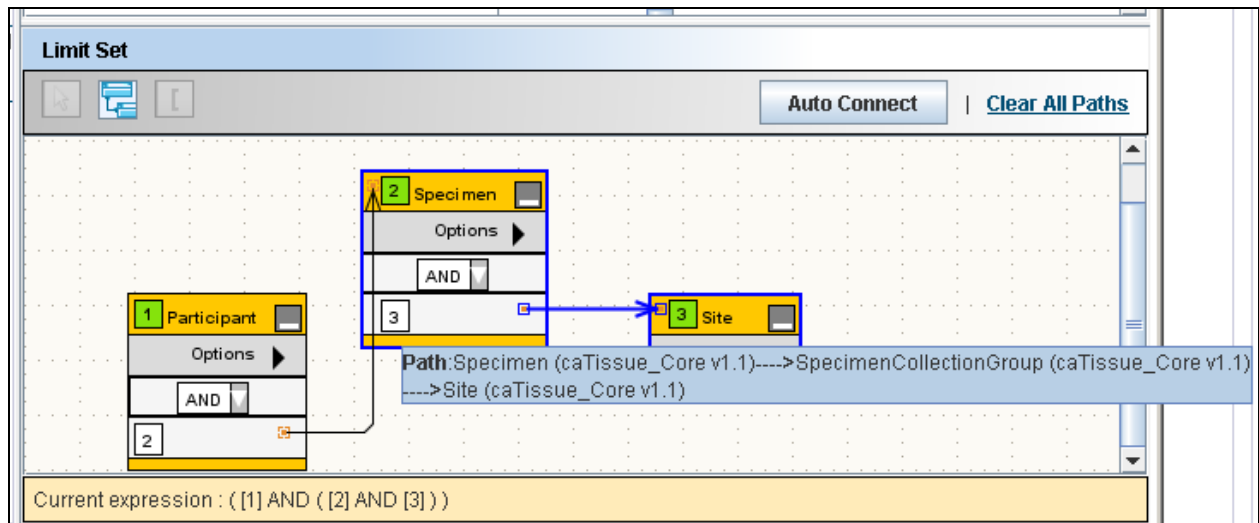 Limit Set
Auto Connect | Clear All Paths
2 Specimen
Options
AND
3
1 Participant
Options
AND
2
3 Site
Path:Specimen (caTissue_Core v1.1)---->SpecimenCollectionGroup (caTissue_Core v1.1)
---->Site (caTissue_Core v1.1)
Current expression : ( [1] AND ( [2] AND [3] ) )